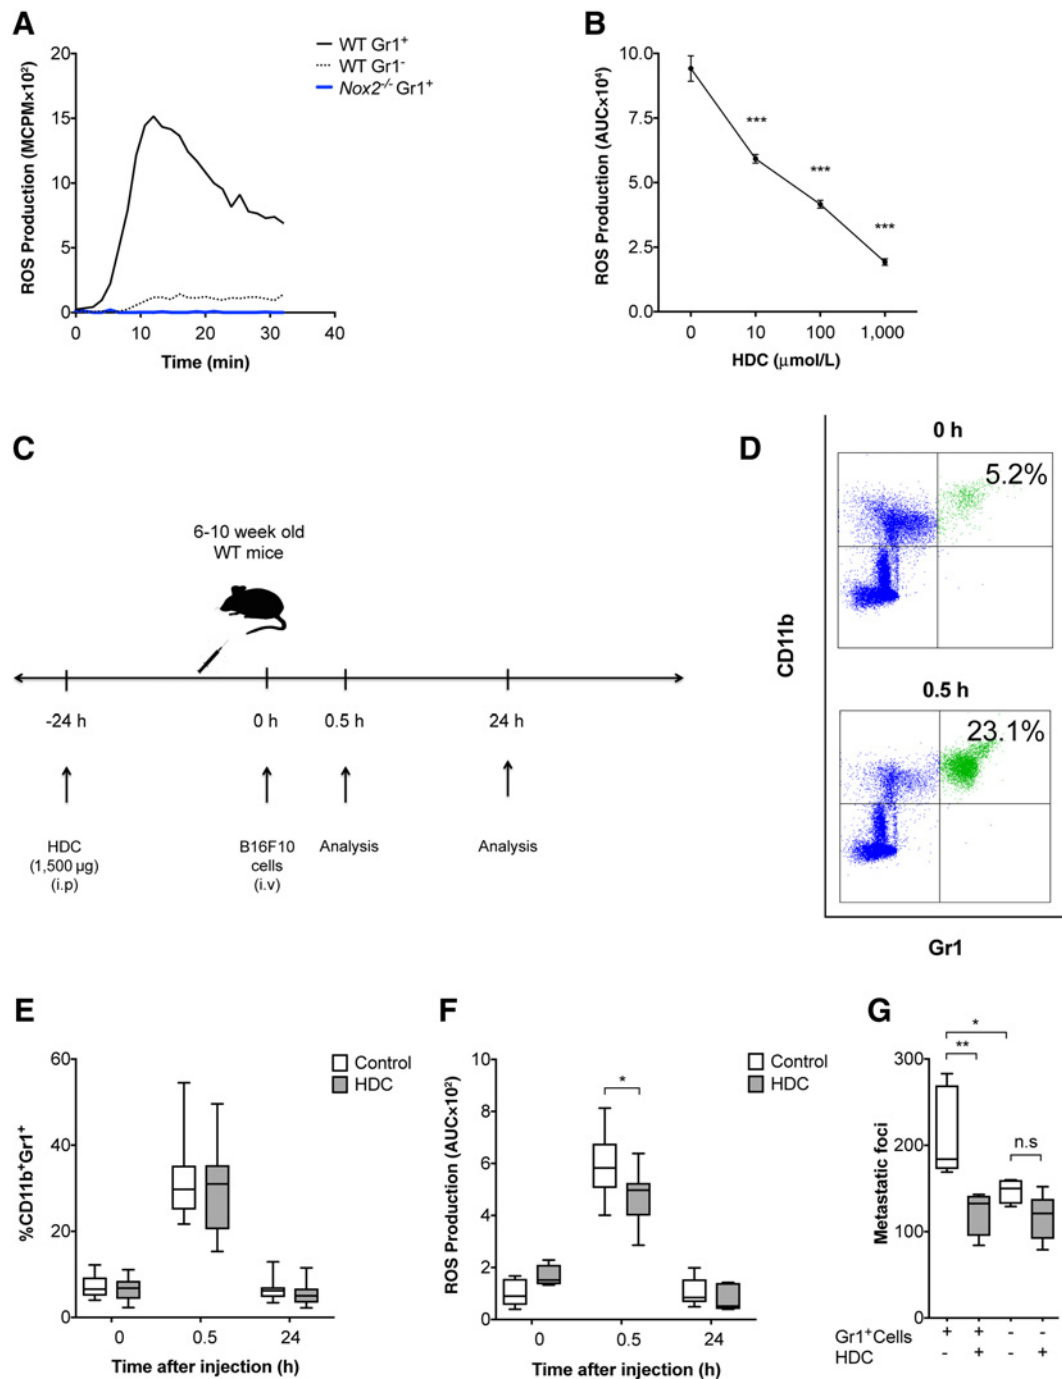 A
ROS Production (MCPM×10²)
20
15
10
5
0
0 10 20 30 40
Time (min)
WT Gr1⁺
WT Gr1⁻
Nox2⁻/⁻ Gr1⁺
B
ROS Production (AUC×10⁴)
10.0
7.5
5.0
2.5
0.0
***
***
***
0 10 100 1,000
HDC (μmol/L)
C
6-10 week old
WT mice
-24 h 0 h 0.5 h 24 h
HDC
(1,500 µg)
(i.p)
B16F10
cells
(i.v)
Analysis
Analysis
D
0 h
5.2%
0.5 h
23.1%
CD11b
Gr1
E
%CD11b⁺Gr1⁺
60
40
20
0
Control
HDC
0 0.5 24
Time after injection (h)
F
ROS Production (AUC×10²)
10
8
6
4
2
0
*
Control
HDC
0 0.5 24
Time after injection (h)
G
Metastatic foci
300
200
100
0
*
**
n.s
Gr1⁺Cells + + - -
HDC - + - +